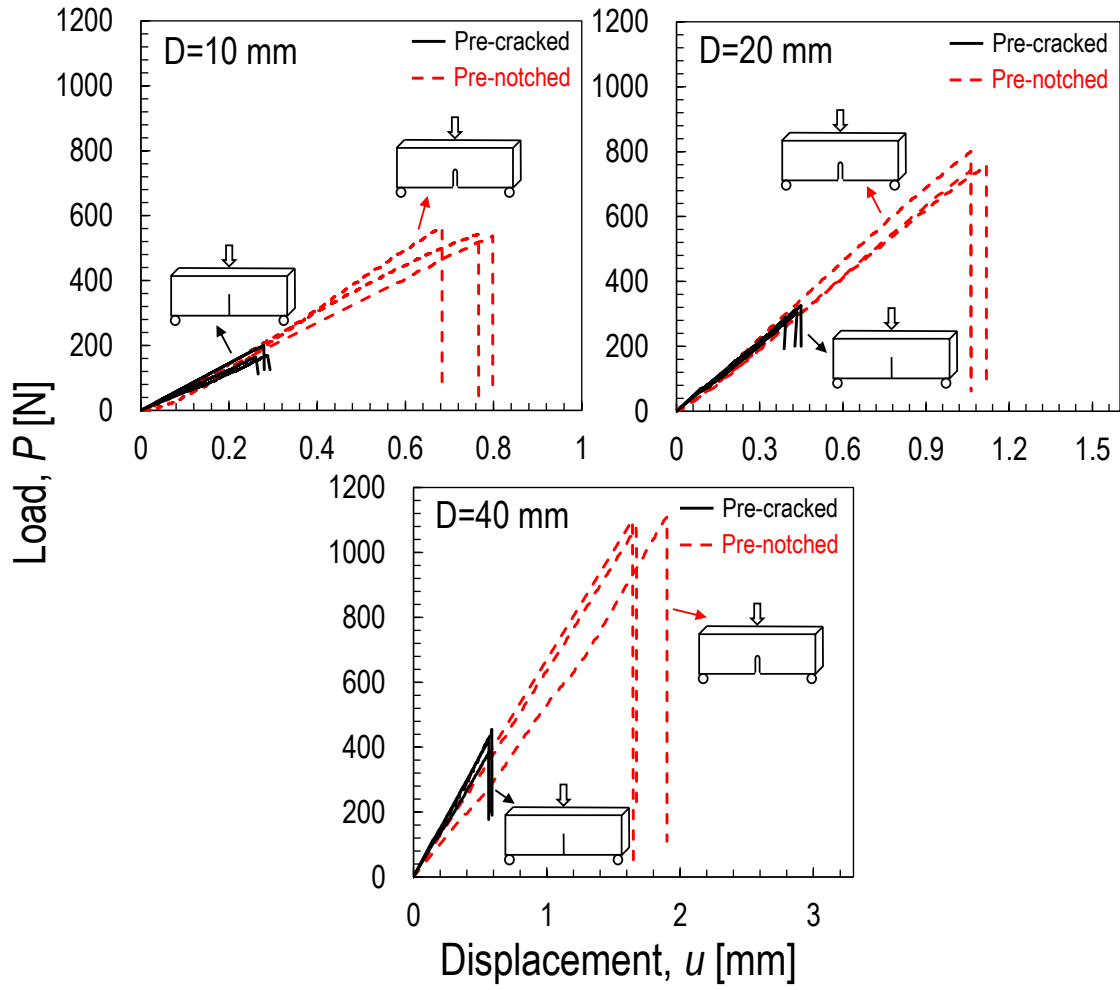 D=10 mm
Pre-cracked
Pre-notched
1200
1000
800
600
400
200
0
0 0.2 0.4 0.6 0.8 1
D=20 mm
Pre-cracked
Pre-notched
1200
1000
800
600
400
200
0
0 0.3 0.6 0.9 1.2 1.5
D=40 mm
Pre-cracked
Pre-notched
1200
1000
800
600
400
200
0
0 1 2 3
Load, P [N]
Displacement, u [mm]